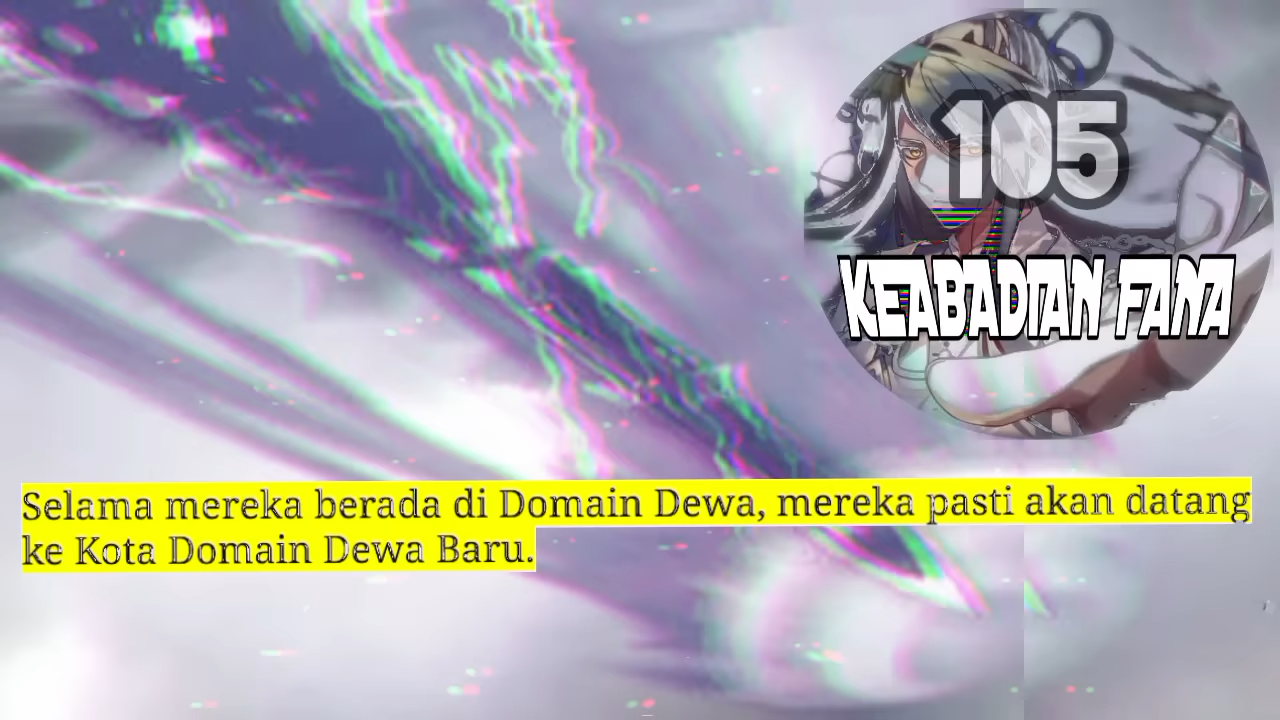 105
KEABADIAN FANA
Selama mereka berada di Domain Dewa, mereka pasti akan datang
ke Kota Domain Dewa Baru.